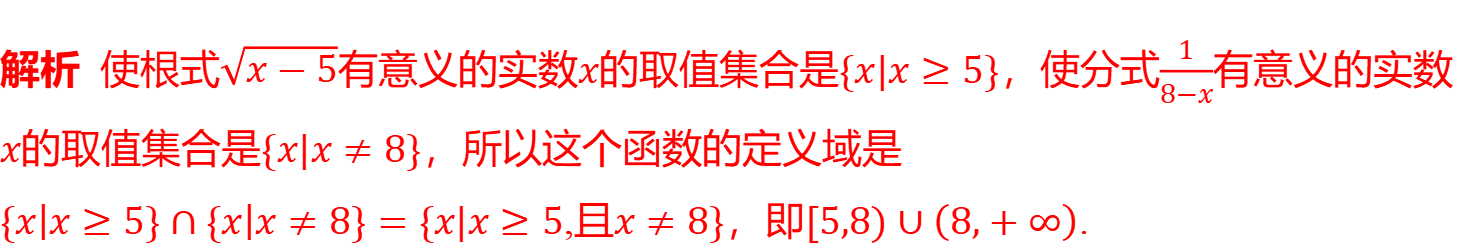 解析 使根式√(x − 5)有意义的实数x的取值集合是{x|x ≥ 5}，使分式1/(8−x)有意义的实数
x的取值集合是{x|x ≠ 8}，所以这个函数的定义域是
{x|x ≥ 5} ∩ {x|x ≠ 8} = {x|x ≥ 5,且x ≠ 8}，即[5,8) ∪ (8, + ∞).